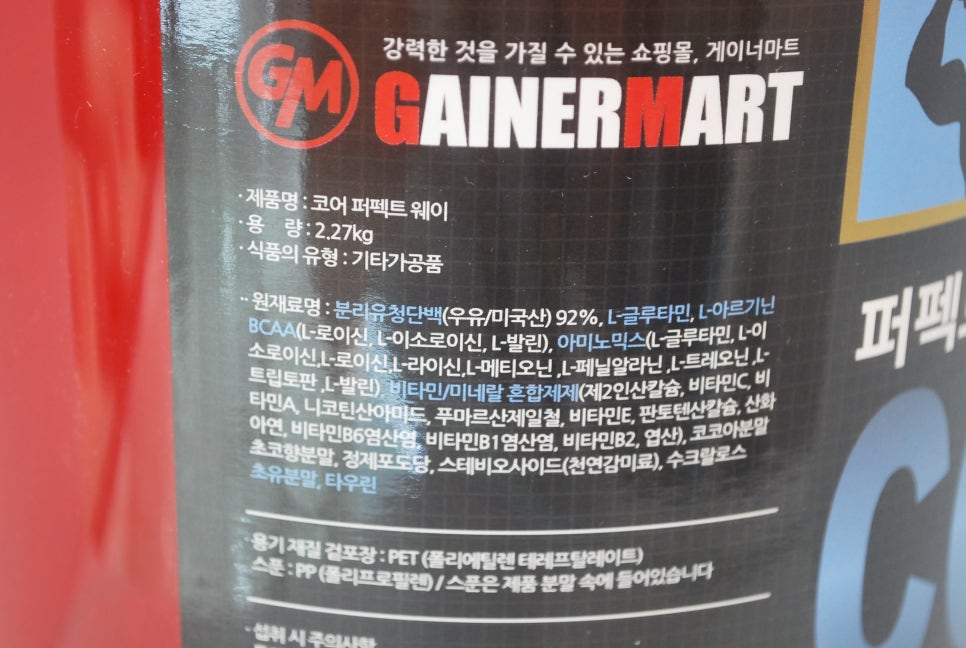 GM
강력한 것을 가질 수 있는 쇼핑몰, 게이너마트
GAINERMART
· 제품명 : 코어 퍼펙트 웨이
· 용 량 : 2.27kg
· 식품의 유형 : 기타가공품
· 원재료명 : 분리유청단백(우유/미국산) 92%, L-글루타민, L-아르기닌
BCAA(L-로이신, L-이소로이신, L-발린), 아미노믹스(L-글루타민, L-이
소로이신,L-로이신,L-라이신,L-메티오닌 ,L-페닐알라닌 ,L-트레오닌 ,L-
트립토판 ,L-발린) 비타민/미네랄 혼합제제(제2인산칼슘, 비타민C, 비
타민A, 니코틴산아미드, 푸마르산제일철, 비타민E, 판토텐산칼슘, 산화
아연, 비타민B6염산염, 비타민B1염산염, 비타민B2, 엽산), 코코아분말
초코향분말, 정제포도당, 스테비오사이드(천연감미료), 수크랄로스
초유분말, 타우린
· 용기 재질 겉포장 : PET (폴리에틸렌 테레프탈레이트)
스푼 : PP (폴리프로필렌) / 스푼은 제품 분말 속에 들어있습니다
· 섭취 시 주의사항
퍼펙